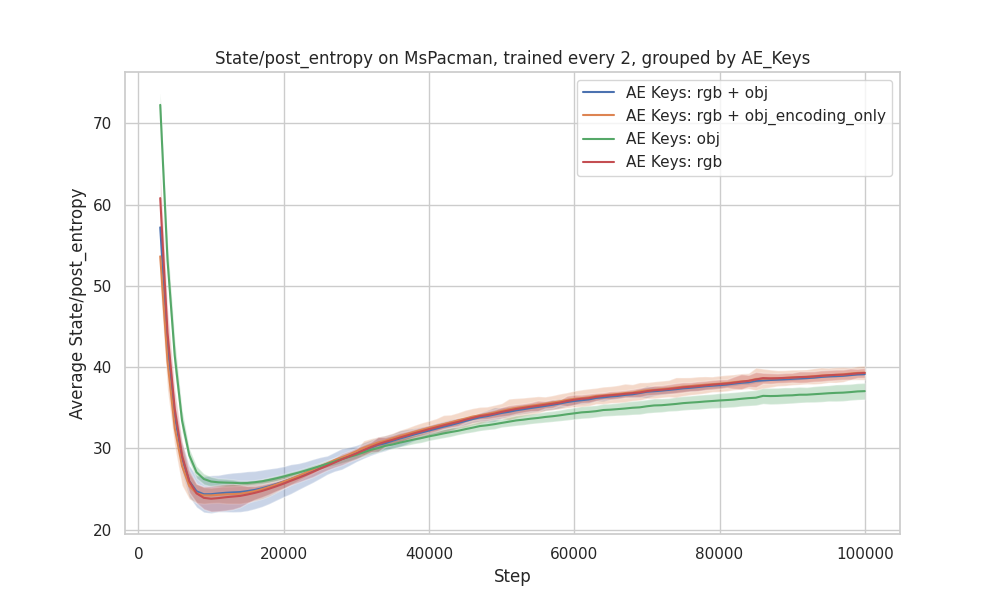 State/post_entropy on MsPacman, trained every 2, grouped by AE_Keys
AE Keys: rgb + obj
AE Keys: rgb + obj_encoding_only
AE Keys: obj
AE Keys: rgb
Average State/post_entropy
70
60
50
40
30
20
0 20000 40000 60000 80000 100000
Step